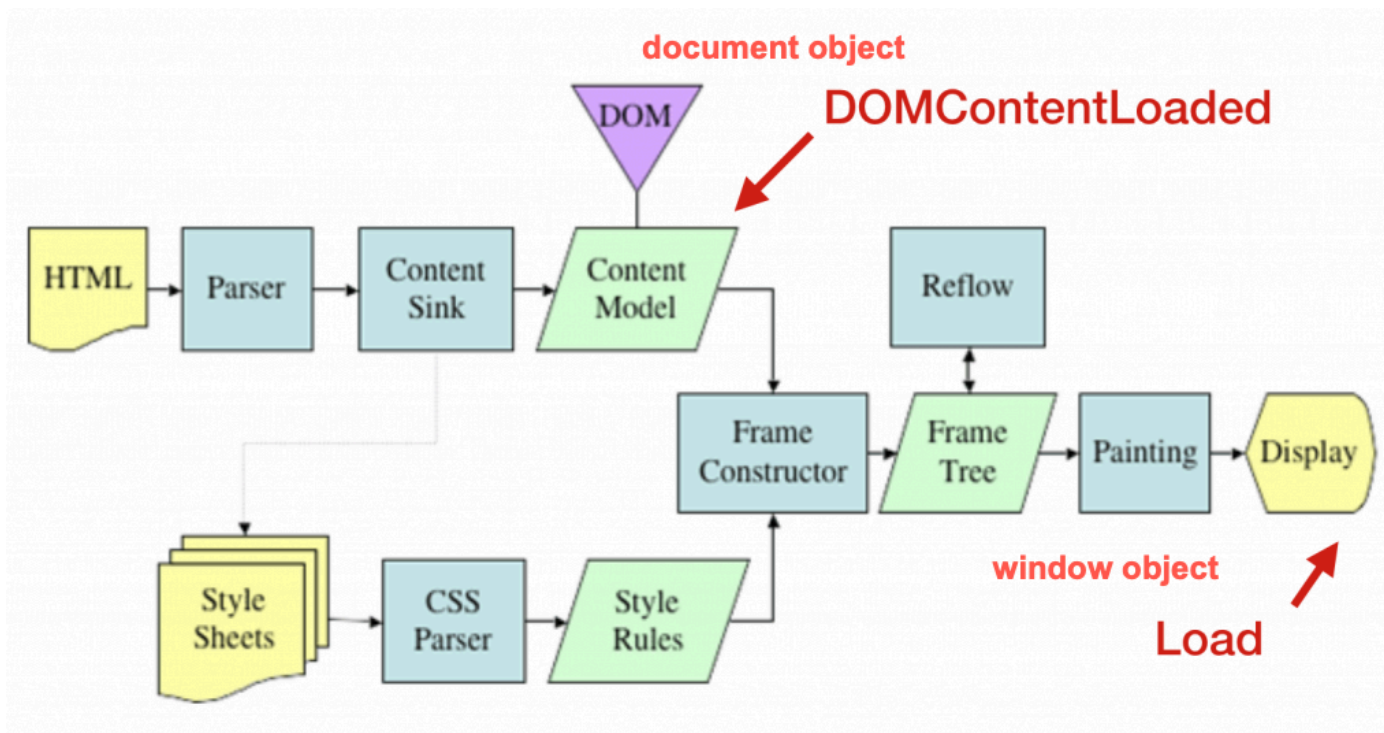 document object
DOMContentLoaded
DOM
HTML
Parser
Content
Sink
Content
Model
Reflow
Frame
Constructor
Frame
Tree
Painting
Display
Style
Sheets
CSS
Parser
Style
Rules
window object
Load